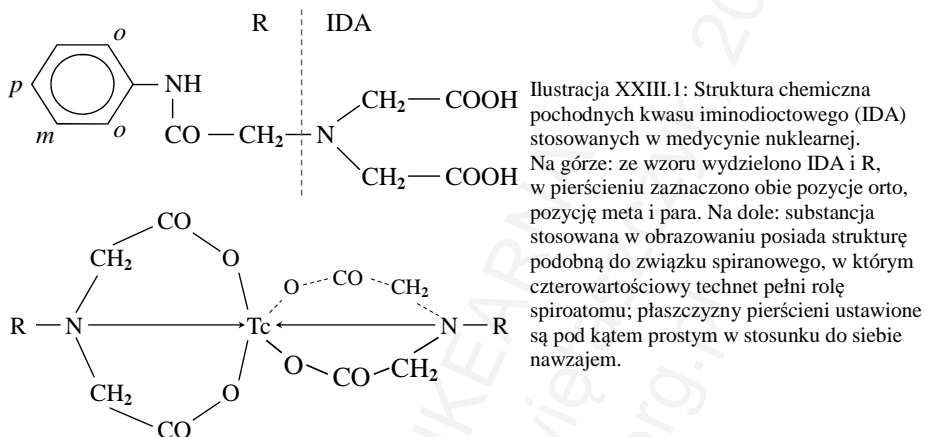 R IDA
o
p NH CH₂ COOH
m o CO CH₂ N
CH₂ COOH
CO
CH₂ O O CO CH₂
R N Tc N R
O CO CH₂
CH₂ O
CO
Ilustracja XXIII.1: Struktura chemiczna
pochodnych kwasu iminodioctowego (IDA)
stosowanych w medycynie nuklearnej.
Na górze: ze wzoru wydzielono IDA i R,
w pierścieniu zaznaczono obie pozycje orto,
pozycję meta i para. Na dole: substancja
stosowana w obrazowaniu posiada strukturę
podobną do związku spiranowego, w którym
czterowartościowy technet pełni rolę
spiroatomu; płaszczyzny pierścieni ustawione
są pod kątem prostym w stosunku do siebie
nawzajem.